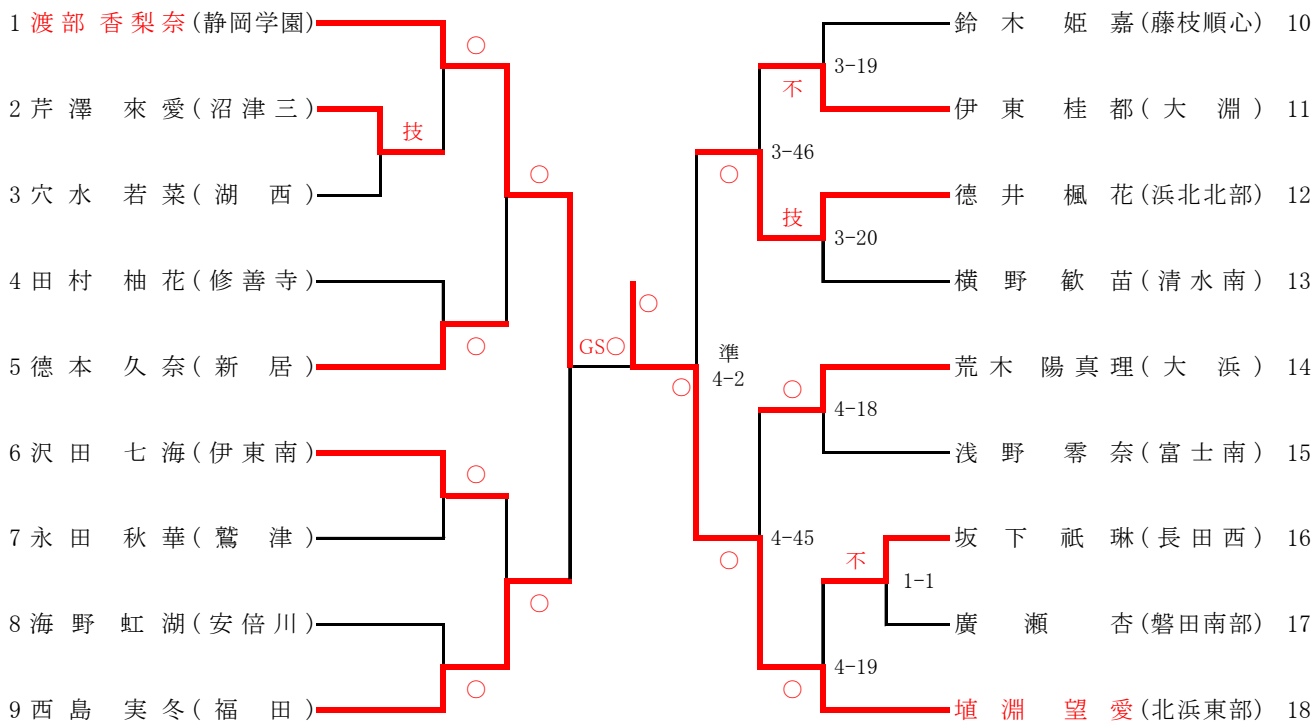 1 渡部 香梨奈(静岡学園)
○
2 芹澤 來愛(沼津三)
技
3 穴水 若菜(湖西)
○
4 田村 柚花(修善寺)
5 德本 久奈(新居)
○
6 沢田 七海(伊東南)
○
7 永田 秋華(鷲津)
8 海野 虹湖(安倍川)
○
9 西島 実冬(福田)
○
GS○
○
○
準
4-2
鈴木 姫嘉(藤枝順心) 10
3-19
不
伊東 桂都(大淵) 11
3-46
○
德井 楓花(浜北北部) 12
技
3-20
横野 歓苗(清水南) 13
荒木 陽真理(大浜) 14
○
4-18
浅野 零奈(富士南) 15
4-45
○
坂下 祇琳(長田西) 16
不
1-1
廣瀬 杏(磐田南部) 17
4-19
○
埴淵 望愛(北浜東部) 18